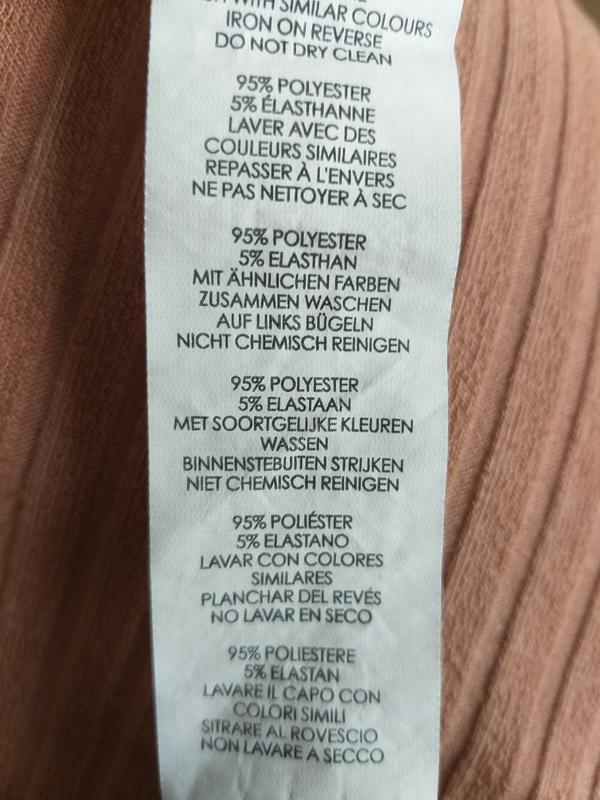 WITH SIMILAR COLOURS
IRON ON REVERSE
DO NOT DRY CLEAN
95% POLYESTER
5% ÉLASTHANNE
LAVER AVEC DES
COULEURS SIMILAIRES
REPASSER À L'ENVERS
NE PAS NETTOYER À SEC
95% POLYESTER
5% ELASTHAN
MIT ÄHNLICHEN FARBEN
ZUSAMMEN WASCHEN
AUF LINKS BÜGELN
NICHT CHEMISCH REINIGEN
95% POLYESTER
5% ELASTAAN
MET SOORTGELIJKE KLEUREN
WASSEN
BINNENSTEBUITEN STRIJKEN
NIET CHEMISCH REINIGEN
95% POLIÉSTER
5% ELASTANO
LAVAR CON COLORES
SIMILARES
PLANCHAR DEL REVÉS
NO LAVAR EN SECO
95% POLIESTERE
5% ELASTAN
LAVARE IL CAPO CON
COLORI SIMILI
SITRARE AL ROVESCIO
NON LAVARE A SECCO